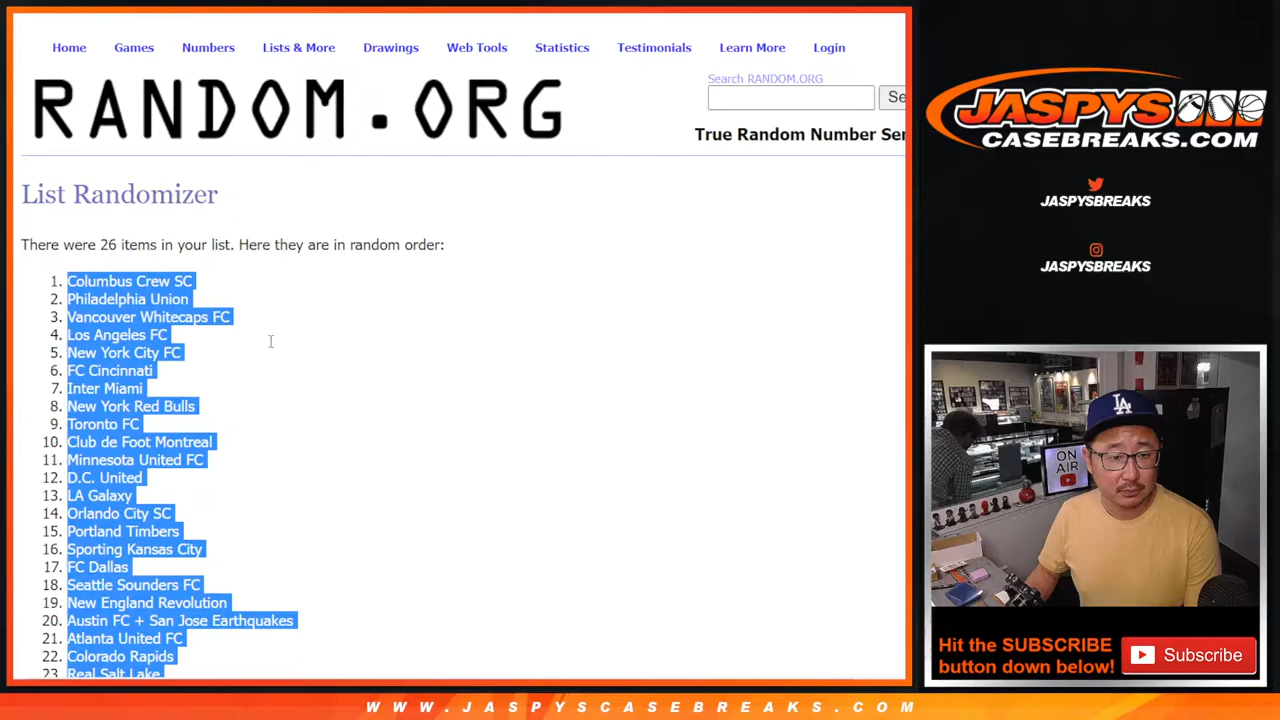 Home Games Numbers Lists & More Drawings Web Tools Statistics Testimonials Learn More Login
Search RANDOM.ORG
RANDOM.ORG
True Random Number
List Randomizer
There were 26 items in your list. Here they are in random order:
1. Columbus Crew SC
2. Philadelphia Union
3. Vancouver Whitecaps FC
4. Los Angeles FC
5. New York City FC
6. FC Cincinnati
7. Inter Miami
8. New York Red Bulls
9. Toronto FC
10. Club de Foot Montreal
11. Minnesota United FC
12. D.C. United
13. LA Galaxy
14. Orlando City SC
15. Portland Timbers
16. Sporting Kansas City
17. FC Dallas
18. Seattle Sounders FC
19. New England Revolution
20. Austin FC + San Jose Earthquakes
21. Atlanta United FC
22. Colorado Rapids
23. Real Salt Lake
JASPYS
CASEBREAKS.COM
JASPYSBREAKS
JASPYSBREAKS
LA
ON
AIR
Hit the SUBSCRIBE
button down below!
Subscribe
WWW.JASPYSCASEBREAKS.COM